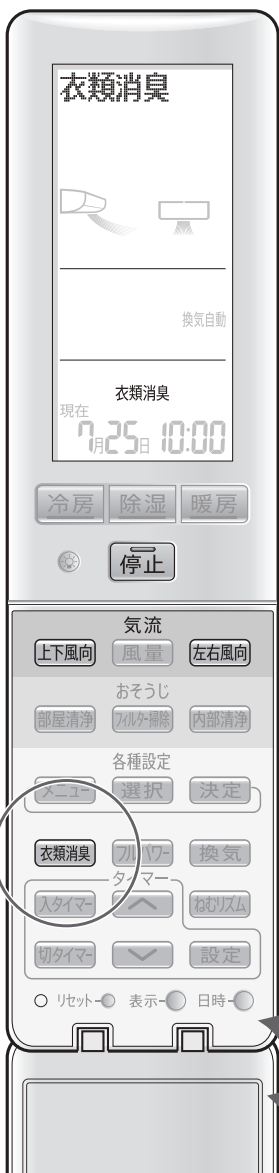 衣類消臭
換気自動
衣類消臭
現在
7月25日 10:00
冷房 除湿 暖房
停止
気流
上下風向 風量 左右風向
おそうじ
部屋清浄 フィルター掃除 内部清浄
各種設定
メニュー 選択 決定
衣類消臭 フルパワー 換気
タイマー
入タイマー ねむリズム
切タイマー 設定
リセット 表示 日時